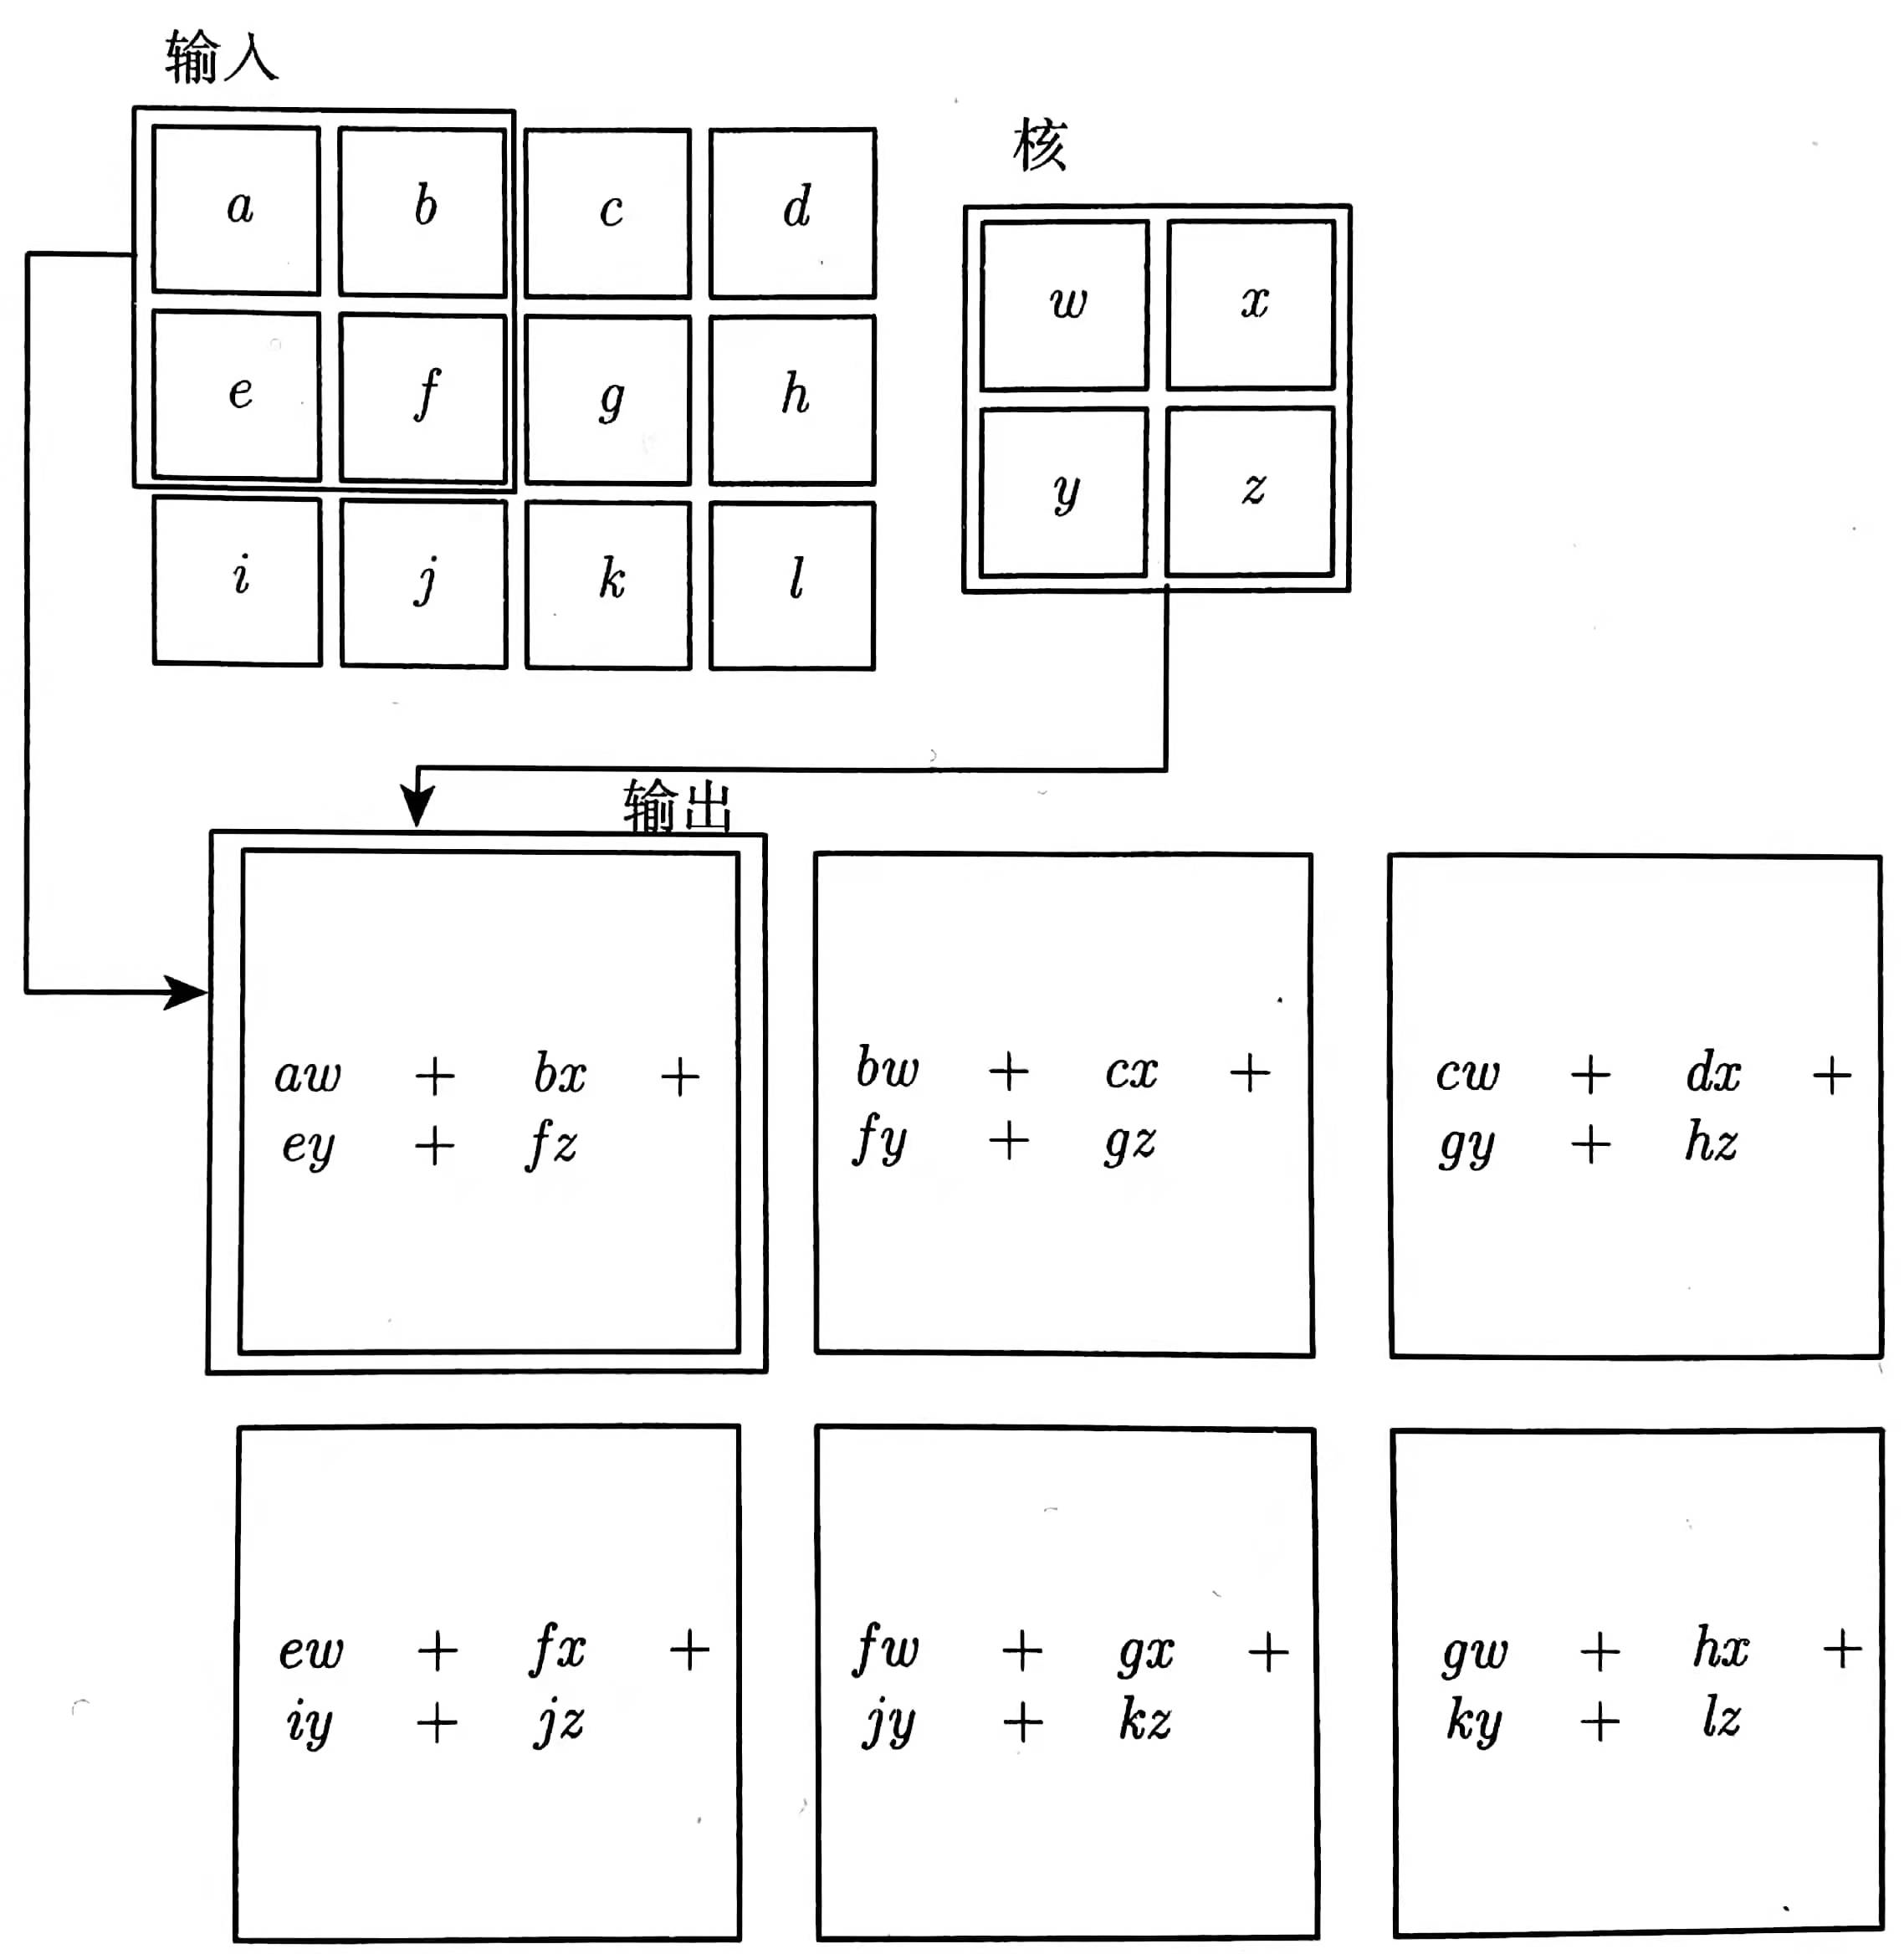 输入
a b c d
e f g h
i j k l
核
w x
y z
输出
aw + bx +
ey + fz
bw + cx +
fy + gz
cw + dx +
gy + hz
ew + fx +
iy + jz
fw + gx +
jy + kz
gw + hx +
ky + lz